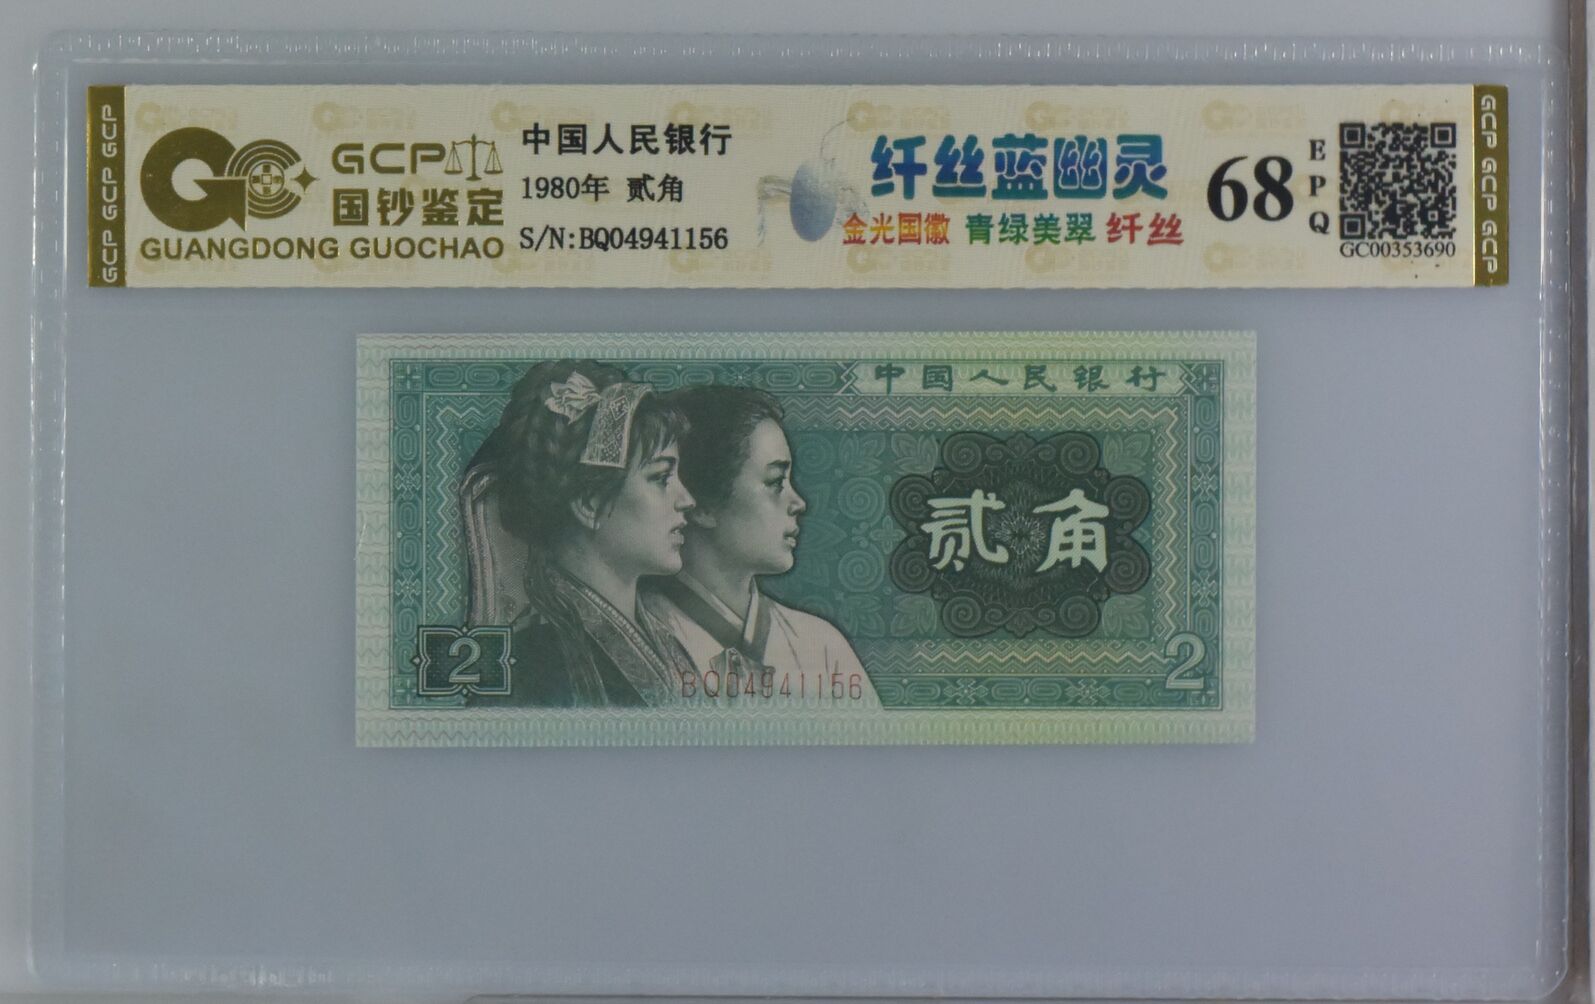 GCP GCP GCP
GCP
国钞鉴定
GUANGDONG GUOCHAO
中国人民银行
1980年 贰角
S/N:BQ04941156
纤丝蓝幽灵
金光国徽 青绿美翠 纤丝
68
EPQ
GC00353690
GCP GCP GCP
中国人民银行
贰角
2
2
BQ04941156